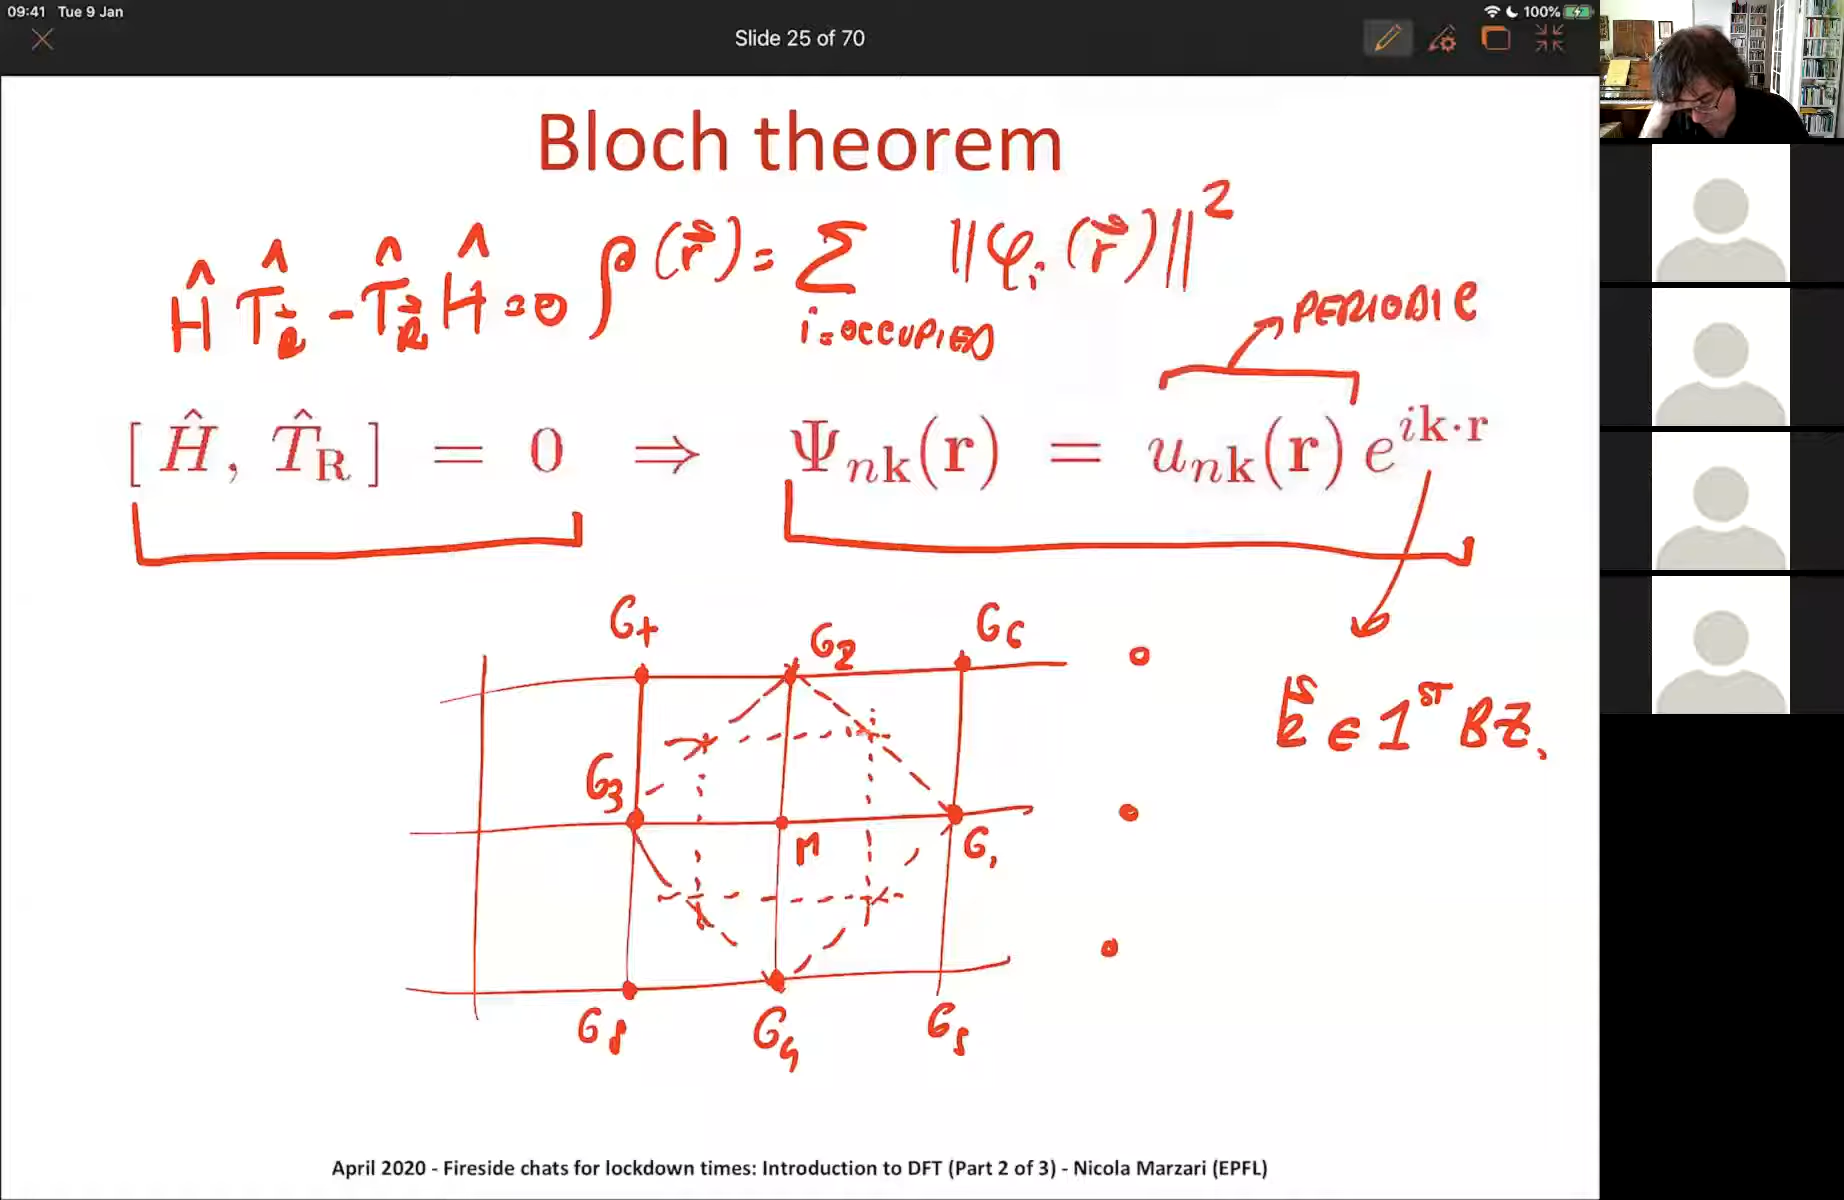 09:41 Tue 9 Jan
100%
Slide 25 of 70
Bloch theorem
Ĥ T̂_R⃗ - T̂_R⃗ Ĥ = 0
ρ(r⃗) = Σ ‖φᵢ(r⃗)‖²
i = OCCUPIED
PERIODIC
[Ĥ, T̂_R] = 0 ⇒ Ψ_nk(r) = u_nk(r) e^{ik·r}
G7 G2 G6
k⃗ ∈ 1ST BZ.
G3
Γ G1
G8 G4 G5
April 2020 - Fireside chats for lockdown times: Introduction to DFT (Part 2 of 3) - Nicola Marzari (EPFL)